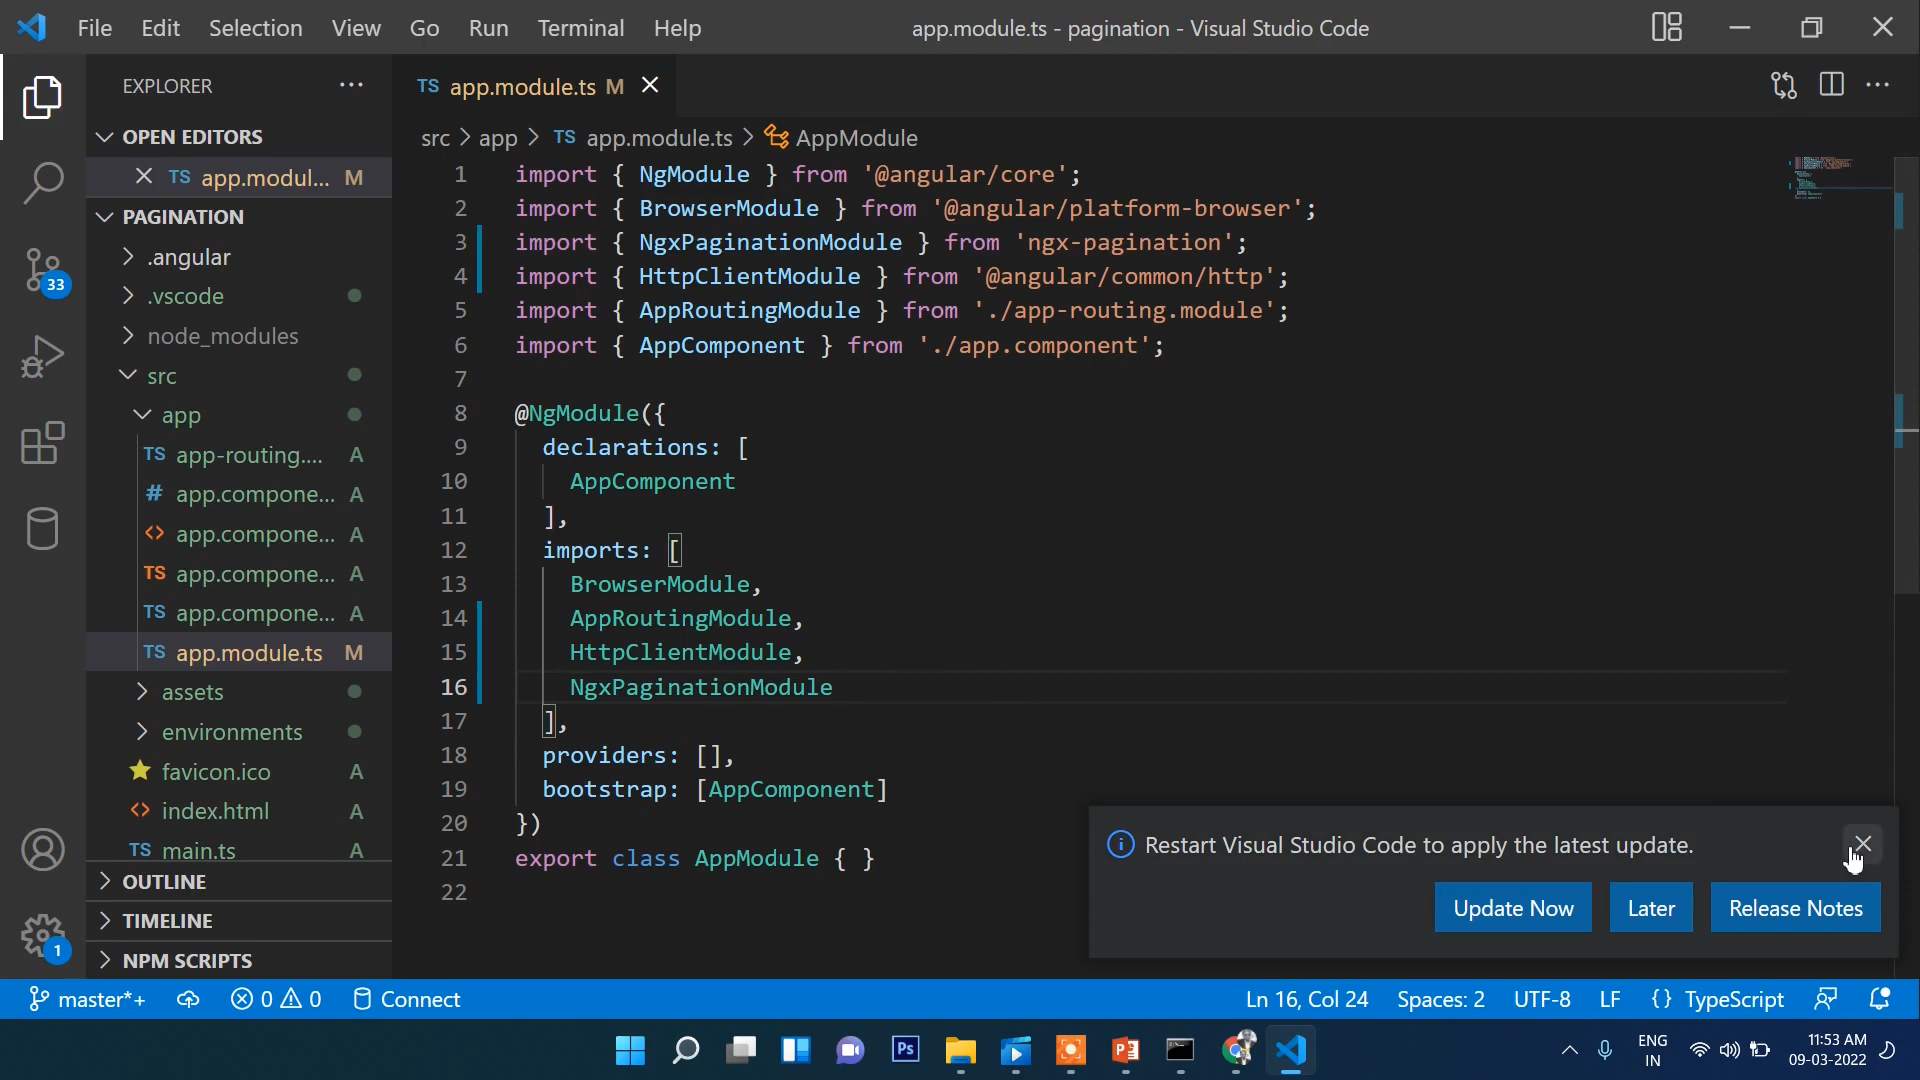 File Edit Selection View Go Run Terminal Help
app.module.ts - pagination - Visual Studio Code
EXPLORER
OPEN EDITORS
TS app.modul... M
PAGINATION
.angular
.vscode
node_modules
src
app
TS app-routing.... A
# app.compone... A
<> app.compone... A
TS app.compone... A
TS app.compone... A
TS app.module.ts M
assets
environments
favicon.ico A
<> index.html A
TS main.ts A
OUTLINE
TIMELINE
NPM SCRIPTS
33
1
TS app.module.ts M
src > app > TS app.module.ts > AppModule
1 import { NgModule } from '@angular/core';
2 import { BrowserModule } from '@angular/platform-browser';
3 import { NgxPaginationModule } from 'ngx-pagination';
4 import { HttpClientModule } from '@angular/common/http';
5 import { AppRoutingModule } from './app-routing.module';
6 import { AppComponent } from './app.component';
7
8 @NgModule({
9 declarations: [
10 AppComponent
11 ],
12 imports: [
13 BrowserModule,
14 AppRoutingModule,
15 HttpClientModule,
16 NgxPaginationModule
17 ],
18 providers: [],
19 bootstrap: [AppComponent]
20 })
21 export class AppModule { }
22
Restart Visual Studio Code to apply the latest update.
Update Now Later Release Notes
master*+ 0 0 Connect
Ln 16, Col 24 Spaces: 2 UTF-8 LF {} TypeScript
Ps
ENG
IN
11:53 AM
09-03-2022